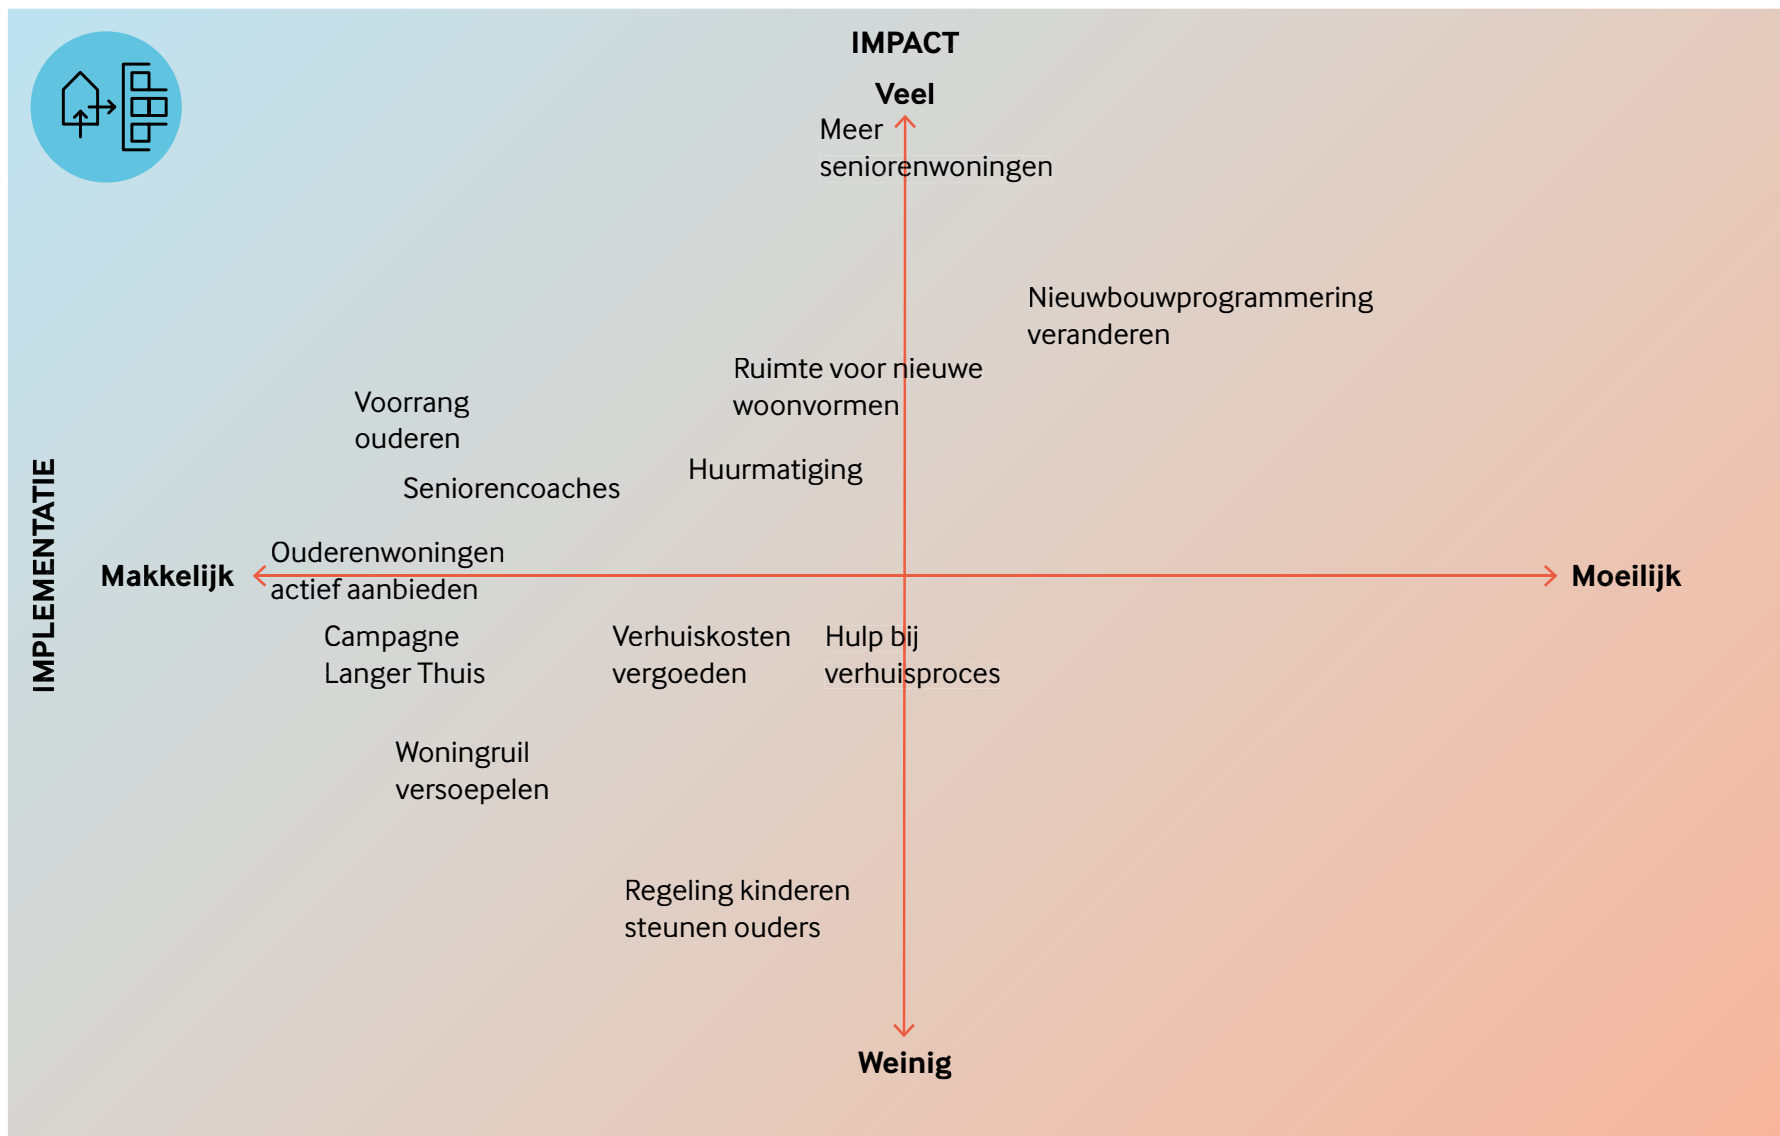 IMPACT
Veel
Meer
seniorenwoningen
Nieuwbouwprogrammering
veranderen
Ruimte voor nieuwe
woonvormen
Voorrang
ouderen
Huurmatiging
Seniorencoaches
IMPLEMENTATIE
Makkelijk
Ouderenwoningen
actief aanbieden
Moeilijk
Campagne
Langer Thuis
Verhuiskosten
vergoeden
Hulp bij
verhuisproces
Woningruil
versoepelen
Regeling kinderen
steunen ouders
Weinig